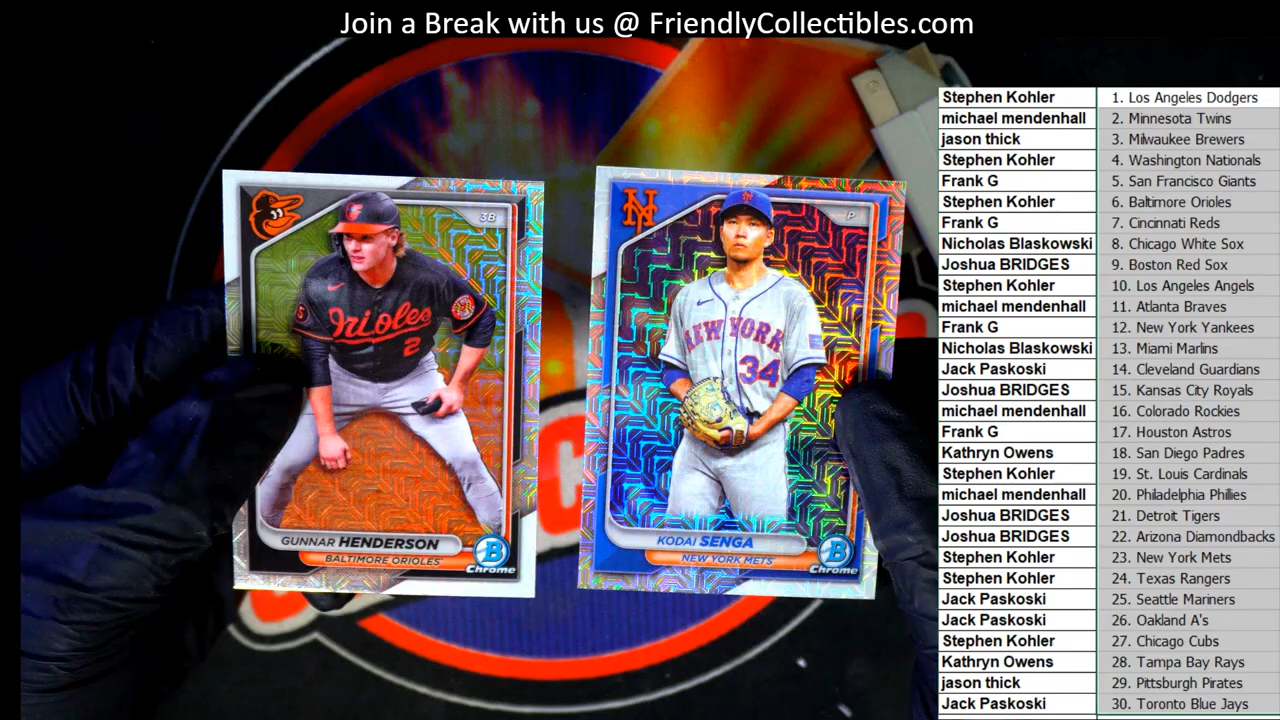 Join a Break with us @ FriendlyCollectibles.com
3B
Orioles
2
GUNNAR HENDERSON
BALTIMORE ORIOLES
B
Chrome
NY
P
NEW YORK
34
KODAI SENGA
NEW YORK METS
B
Chrome
Stephen Kohler 1. Los Angeles Dodgers
michael mendenhall 2. Minnesota Twins
jason thick 3. Milwaukee Brewers
Stephen Kohler 4. Washington Nationals
Frank G 5. San Francisco Giants
Stephen Kohler 6. Baltimore Orioles
Frank G 7. Cincinnati Reds
Nicholas Blaskowski 8. Chicago White Sox
Joshua BRIDGES 9. Boston Red Sox
Stephen Kohler 10. Los Angeles Angels
michael mendenhall 11. Atlanta Braves
Frank G 12. New York Yankees
Nicholas Blaskowski 13. Miami Marlins
Jack Paskoski 14. Cleveland Guardians
Joshua BRIDGES 15. Kansas City Royals
michael mendenhall 16. Colorado Rockies
Frank G 17. Houston Astros
Kathryn Owens 18. San Diego Padres
Stephen Kohler 19. St. Louis Cardinals
michael mendenhall 20. Philadelphia Phillies
Joshua BRIDGES 21. Detroit Tigers
Joshua BRIDGES 22. Arizona Diamondbacks
Stephen Kohler 23. New York Mets
Stephen Kohler 24. Texas Rangers
Jack Paskoski 25. Seattle Mariners
Jack Paskoski 26. Oakland A's
Stephen Kohler 27. Chicago Cubs
Kathryn Owens 28. Tampa Bay Rays
jason thick 29. Pittsburgh Pirates
Jack Paskoski 30. Toronto Blue Jays